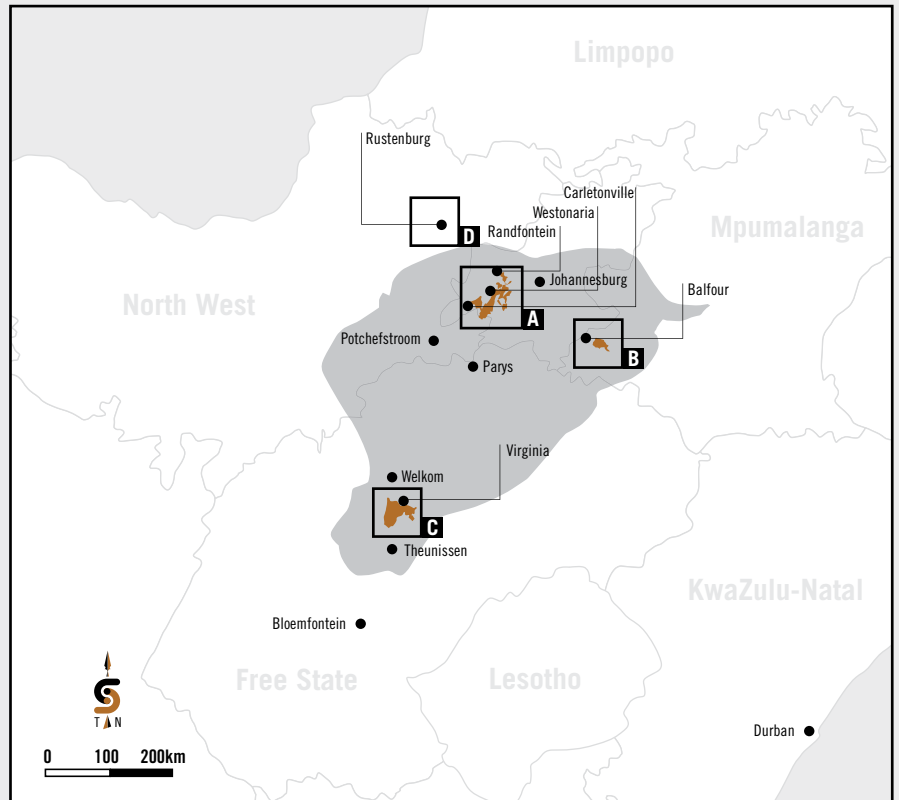 Limpopo
Rustenburg
Carletonville
Westonaria
Randfontein
Mpumalanga
D
Johannesburg
Balfour
North West
A
Potchefstroom
B
Parys
Virginia
Welkom
C
Theunissen
KwaZulu-Natal
Bloemfontein
Free State
Lesotho
T N
Durban
0 100 200km